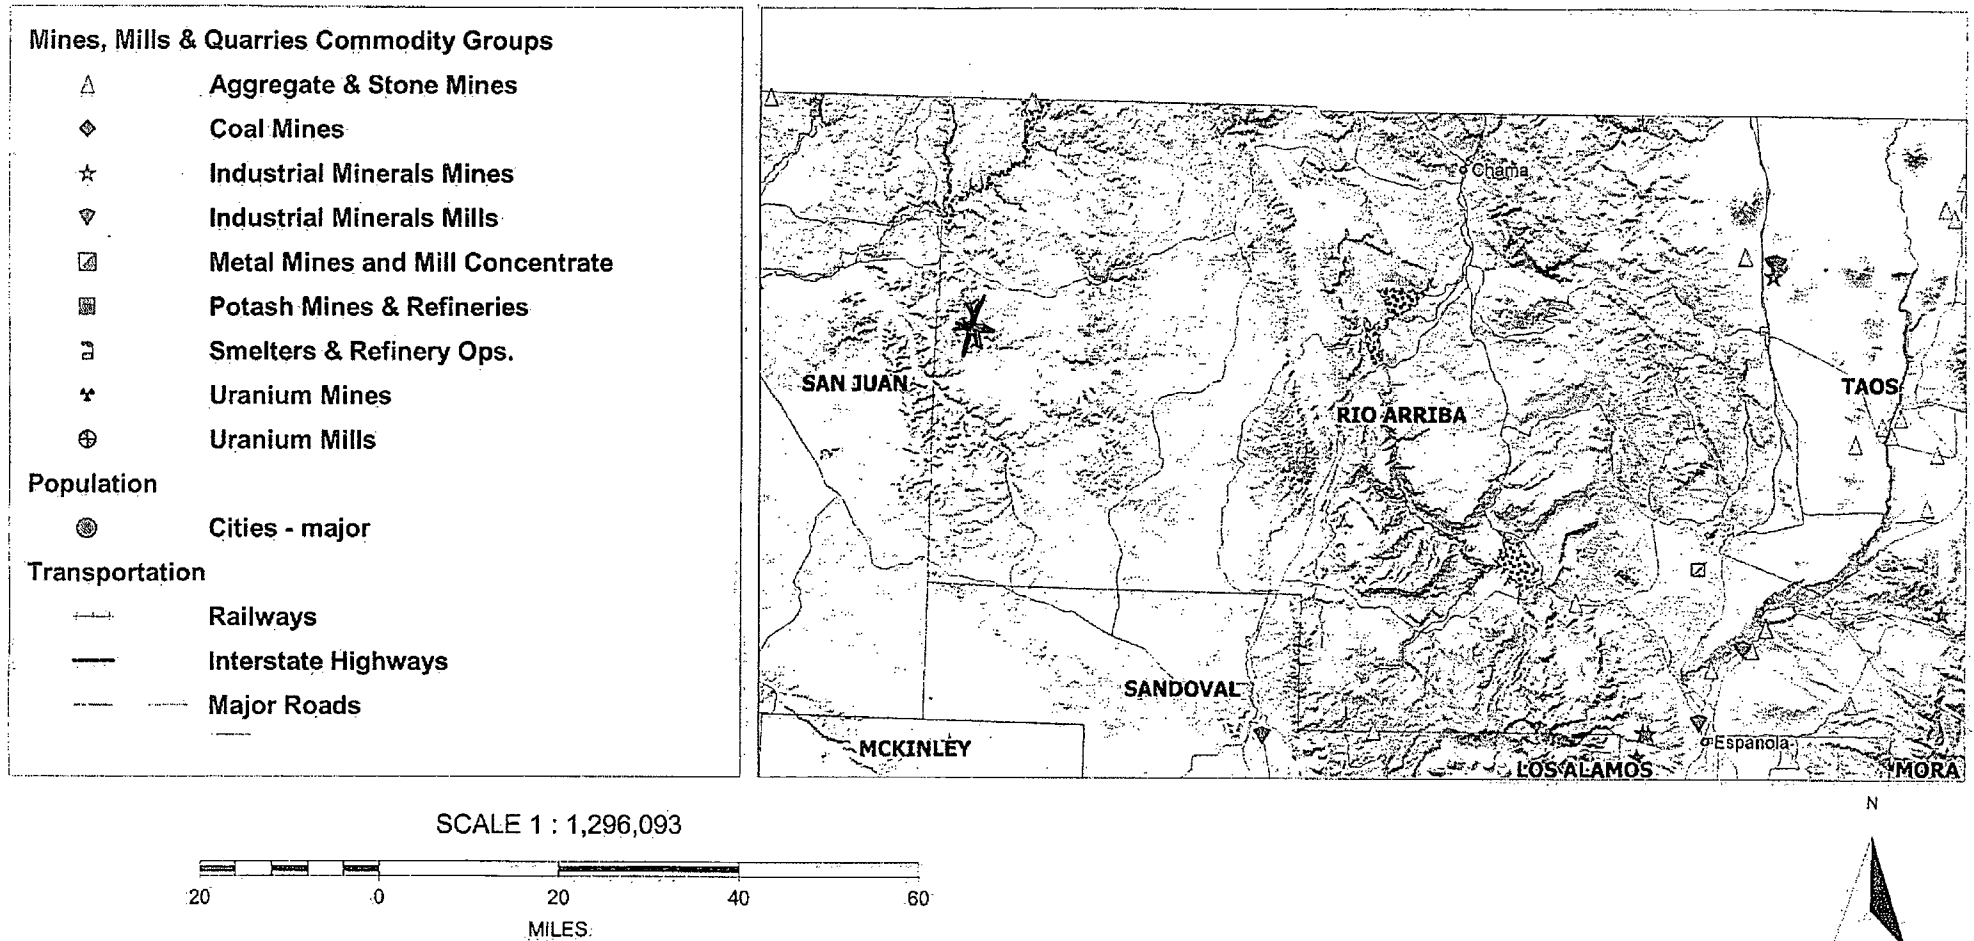 Mines, Mills & Quarries Commodity Groups
Aggregate & Stone Mines
Coal Mines
Industrial Minerals Mines
Industrial Minerals Mills
Metal Mines and Mill Concentrate
Potash Mines & Refineries
Smelters & Refinery Ops.
Uranium Mines
Uranium Mills
Population
Cities - major
Transportation
Railways
Interstate Highways
Major Roads
Chama
SAN JUAN
TAOS
RIO ARRIBA
SANDOVAL
MCKINLEY
Espanola
LOS ALAMOS
MORA
SCALE 1 : 1,296,093
20 0 20 40 60
MILES
N